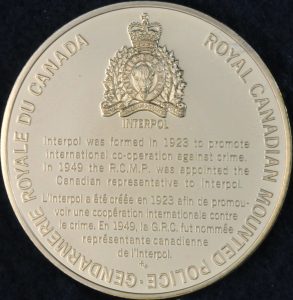 GENDARMERIE ROYALE DU CANADA
ROYAL CANADIAN MOUNTED POLICE
INTERPOL
Interpol was formed in 1923 to promote
international co-operation against crime.
In 1949 the R.C.M.P. was appointed the
Canadian representative to Interpol.
L'Interpol a été créée en 1923 afin de promou-
voir une coopération internationale contre
le crime. En 1949, la G.R.C. fut nommée
représentante canadienne
de l'Interpol.